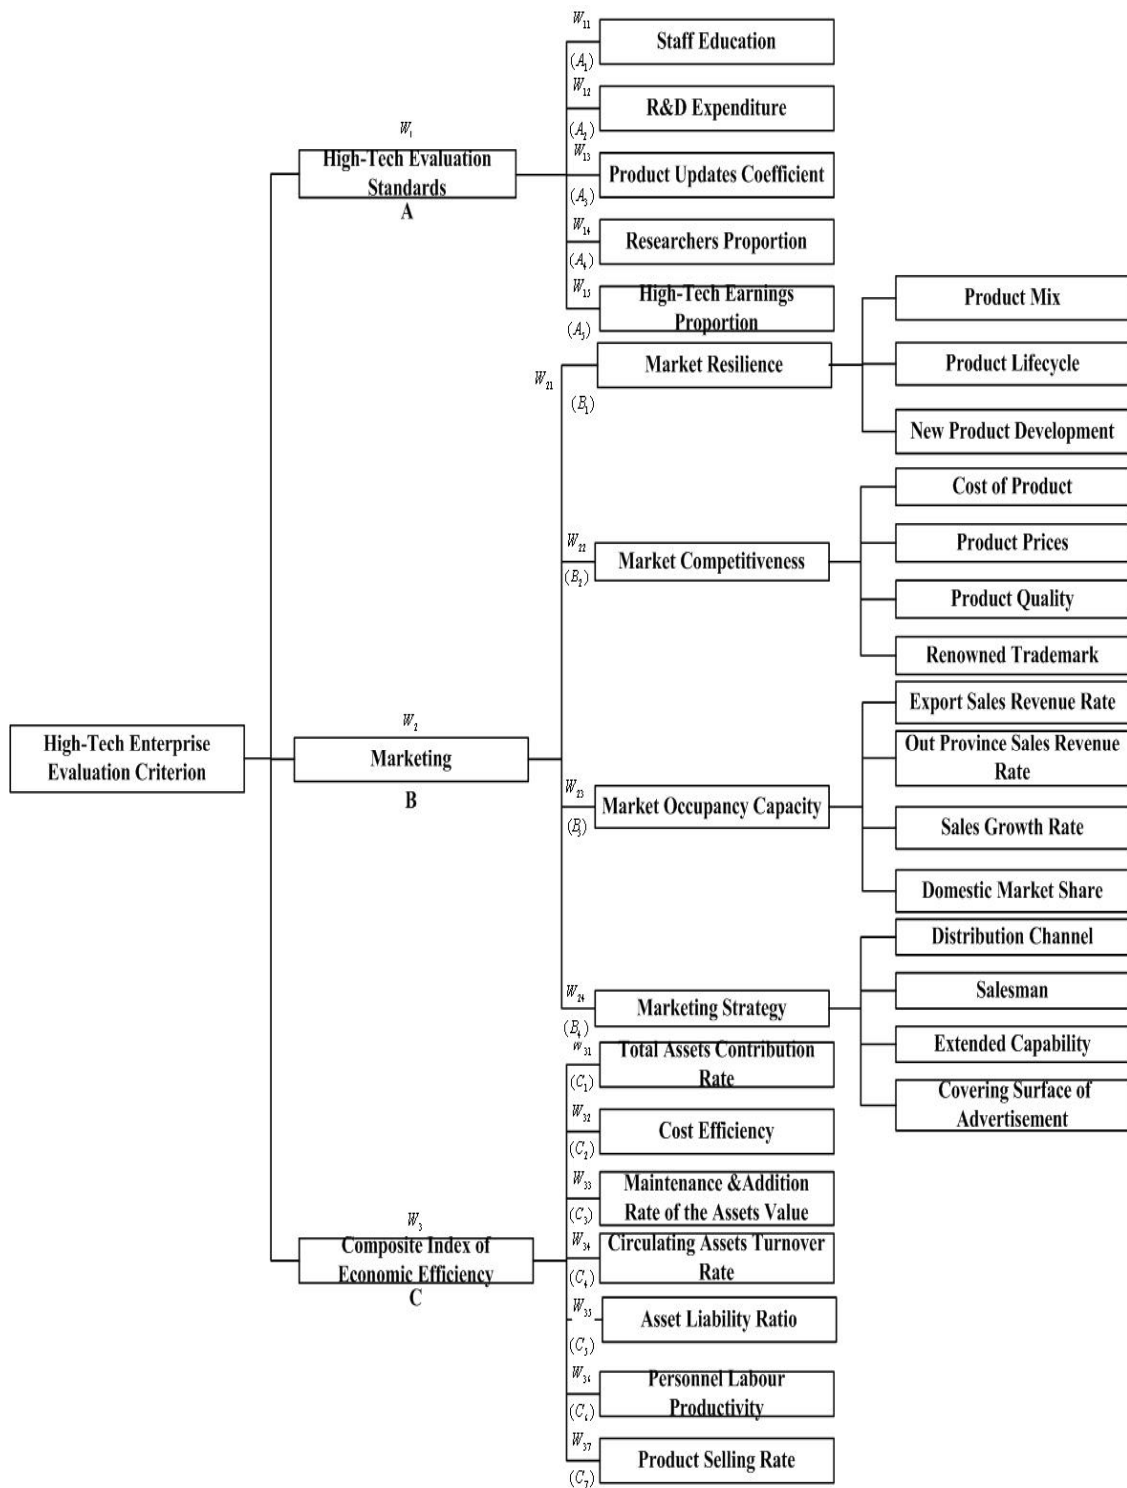 W11
Staff Education
(A1)
W12
R&D Expenditure
(A2)
W1
High-Tech Evaluation
Standards
A
W13
Product Updates Coefficient
(A3)
W14
Researchers Proportion
(A4)
W15
High-Tech Earnings
Proportion
(A5)
Product Mix
W21
Market Resilience
(B1)
Product Lifecycle
New Product Development
Cost of Product
W22
Market Competitiveness
(B2)
Product Prices
Product Quality
Renowned Trademark
High-Tech Enterprise
Evaluation Criterion
W2
Marketing
B
Export Sales Revenue Rate
Out Province Sales Revenue
Rate
W23
Market Occupancy Capacity
(B3)
Sales Growth Rate
Domestic Market Share
Distribution Channel
W24
Marketing Strategy
(B4)
Salesman
Extended Capability
Covering Surface of
Advertisement
W31
Total Assets Contribution
Rate
(C1)
W32
Cost Efficiency
(C2)
W33
Maintenance &Addition
Rate of the Assets Value
(C3)
W3
Composite Index of
Economic Efficiency
C
W34
Circulating Assets Turnover
Rate
(C4)
W35
Asset Liability Ratio
(C5)
W36
Personnel Labour
Productivity
(C6)
W37
Product Selling Rate
(C7)